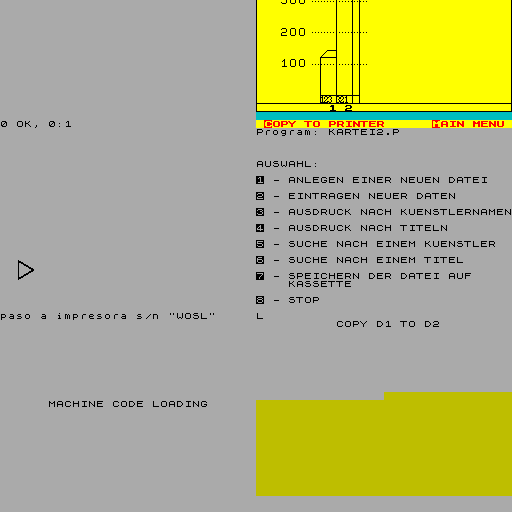 300
200
100
1 2
0 OK, 0:1
COPY TO PRINTER MAIN MENU
Program: KARTEI2.P
AUSWAHL:
1 - ANLEGEN EINER NEUEN DATEI
2 - EINTRAGEN NEUER DATEN
3 - AUSDRUCK NACH KUENSTLERNAMEN
4 - AUSDRUCK NACH TITELN
5 - SUCHE NACH EINEM KUENSTLER
6 - SUCHE NACH EINEM TITEL
7 - SPEICHERN DER DATEI AUF
KASSETTE
8 - STOP
paso a impresora s/n "WOSL"
L
COPY D1 TO D2
MACHINE CODE LOADING